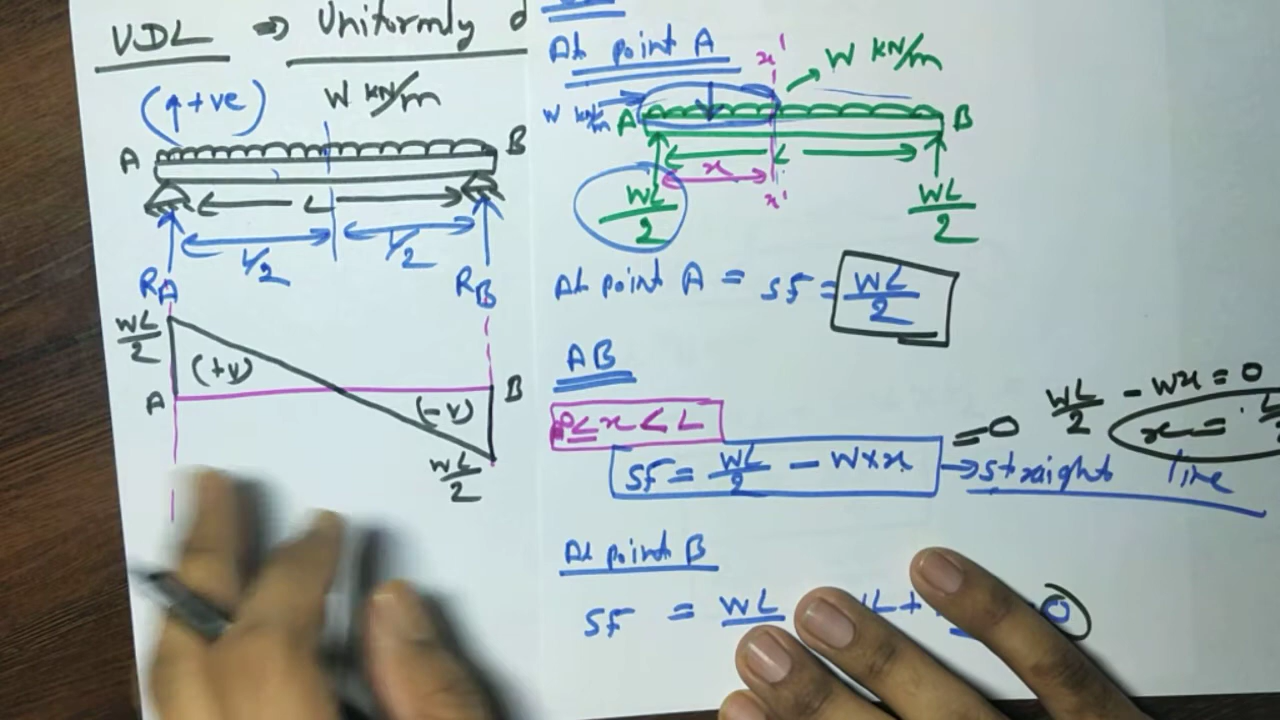 UDL ⇒ Uniformly d
(↑+ve) W kN/m
A B
L
L/2 L/2
RA RB
WL/2
(+v)
A B
(-v)
WL/2
At point A
x'
W kN/m
W kN/m A B
L
x
x'
WL/2 WL/2
At point A = SF = WL/2
AB
0 ≤ x < L
SF = WL/2 - W×x → straight line
=0 WL/2 - Wx = 0
x = L/2
At point B
SF = WL L+ 0